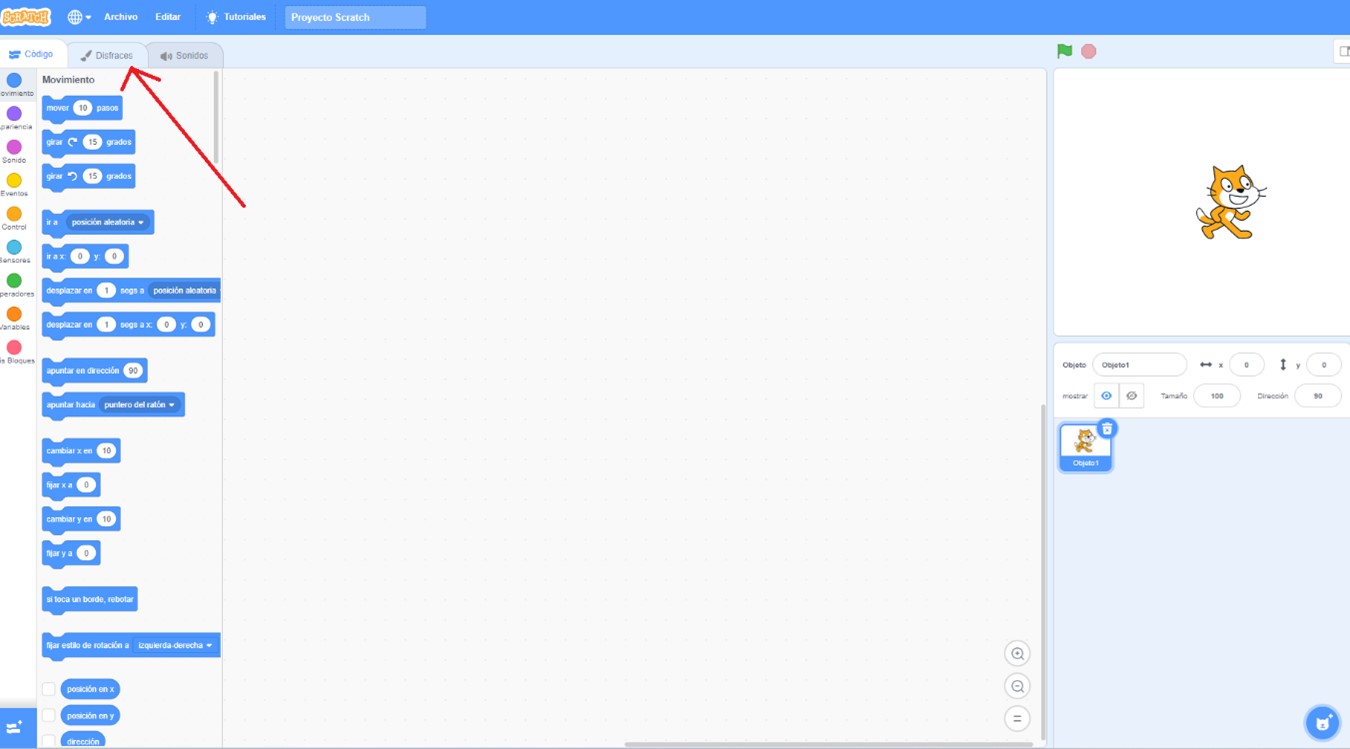 SCRATCH
Archivo
Editar
Tutoriales
Proyecto Scratch
Código
Disfraces
Sonidos
ovimiento
pariencia
Sonido
Eventos
Control
ensores
peradores
Variables
is Bloques
Movimiento
mover 10 pasos
girar 15 grados
girar 15 grados
ir a posición aleatoria
ir a x: 0 y: 0
desplazar en 1 segs a posición aleatoria
desplazar en 1 segs a x: 0 y: 0
apuntar en dirección 90
apuntar hacia puntero del ratón
cambiar x en 10
fijar x a 0
cambiar y en 10
fijar y a 0
si toca un borde, rebotar
fijar estilo de rotación a izquierda-derecha
posición en x
posición en y
dirección
Objeto Objeto1 x 0 y 0
mostrar Tamaño 100 Dirección 90
Objeto1